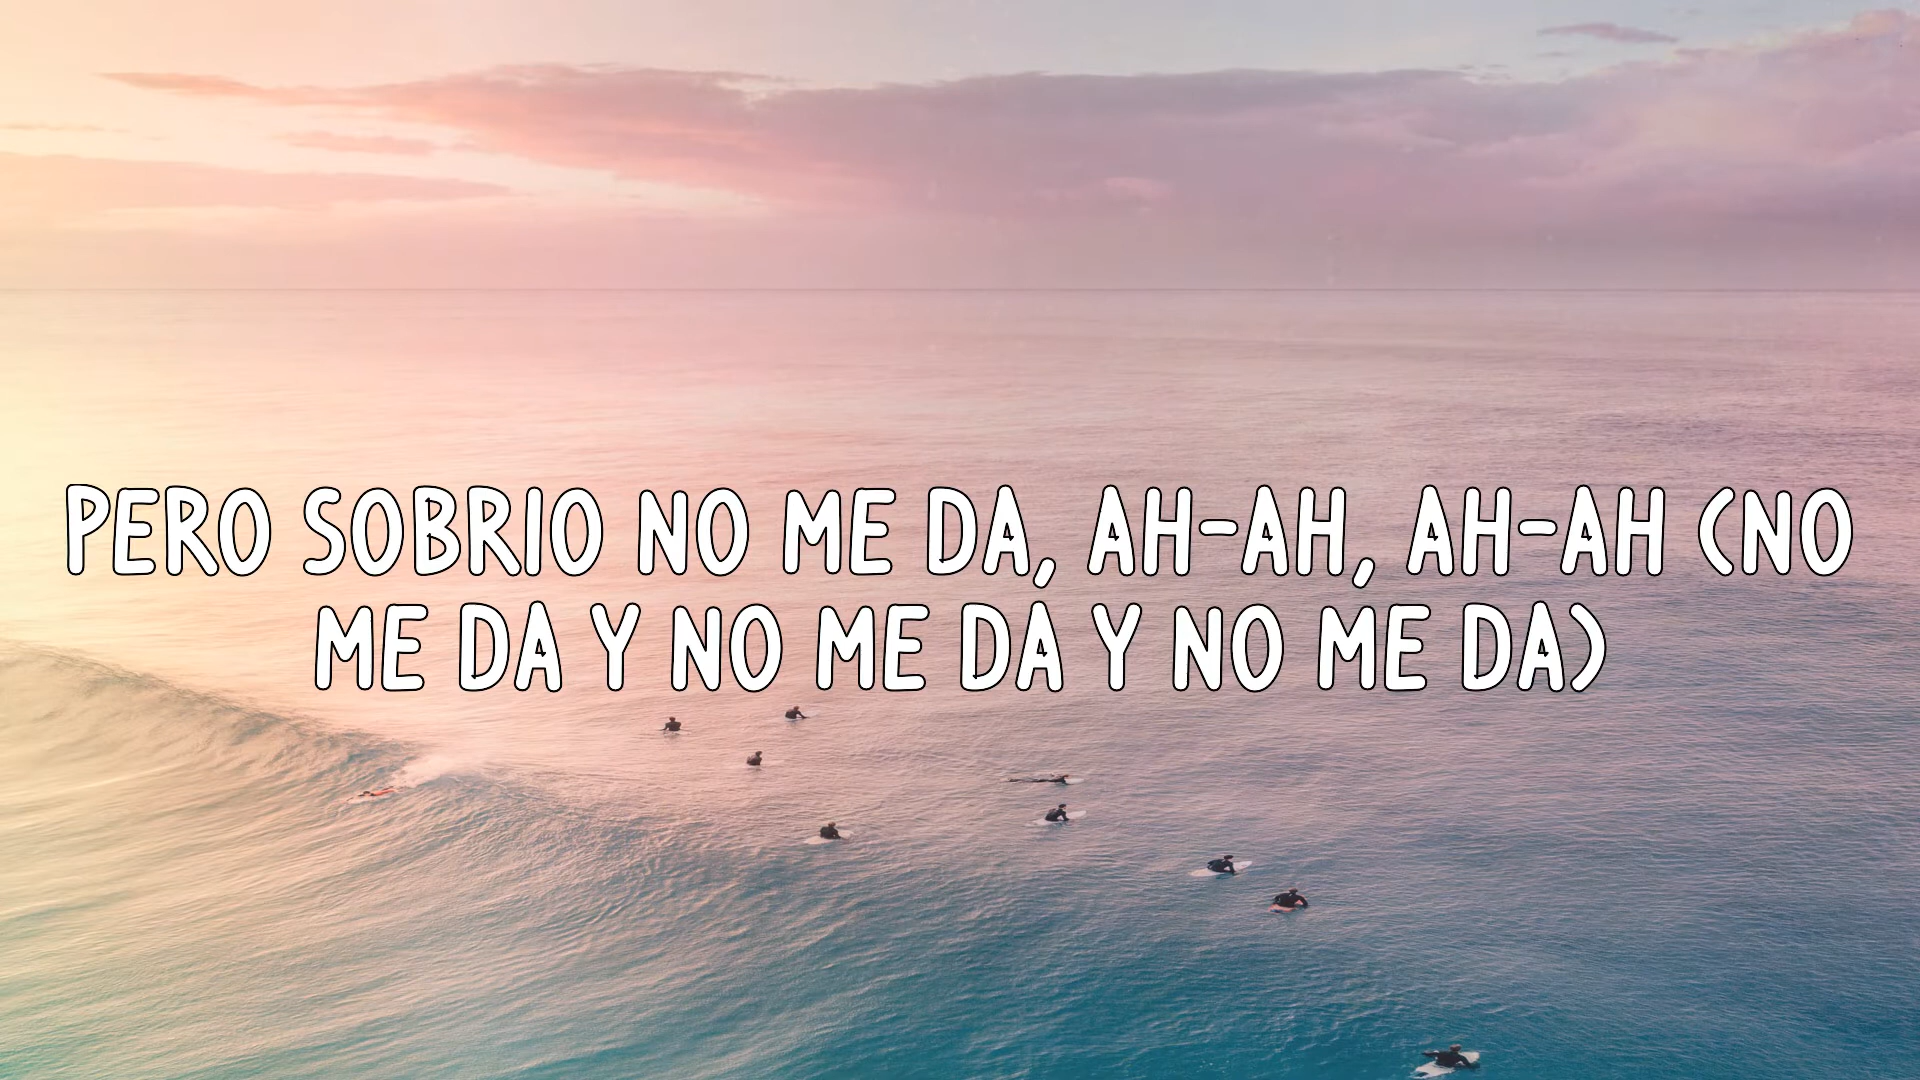 PERO SOBRIO NO ME DA, AH-AH, AH-AH (NO
ME DA Y NO ME DA Y NO ME DA)